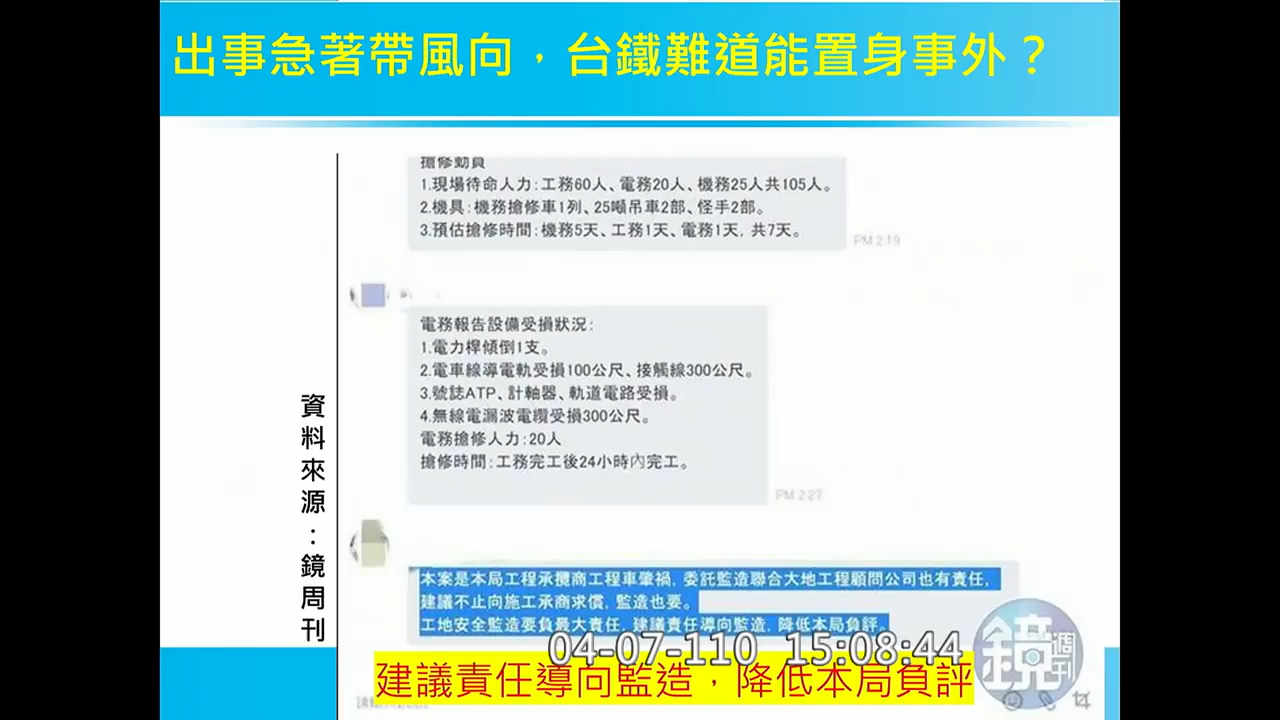 出事急著帶風向，台鐵難道能置身事外？
搶修動員
1.現場待命人力：工務60人、電務20人、機務25人共105人。
2.機具：機務搶修車1列、25噸吊車2部、怪手2部。
3.預估搶修時間：機務5天、工務1天、電務1天，共7天。
PM 2:19
電務報告設備受損狀況：
1.電力桿傾倒1支。
2.電車線導電軌受損100公尺、接觸線300公尺。
3.號誌ATP、計軸器、軌道電路受損。
4.無線電漏波電纜受損300公尺。
電務搶修人力：20人
搶修時間：工務完工後24小時內完工。
PM 2:27
資料來源：鏡周刊
本案是本局工程承攬商工程車肇禍，委託監造聯合大地工程顧問公司也有責任，
建議不止向施工承商求償，監造也要。
工地安全監造要負最大責任，建議責任導向監造，降低本局負評。
04-07-110 15:08:44
建議責任導向監造，降低本局負評
鏡週刊